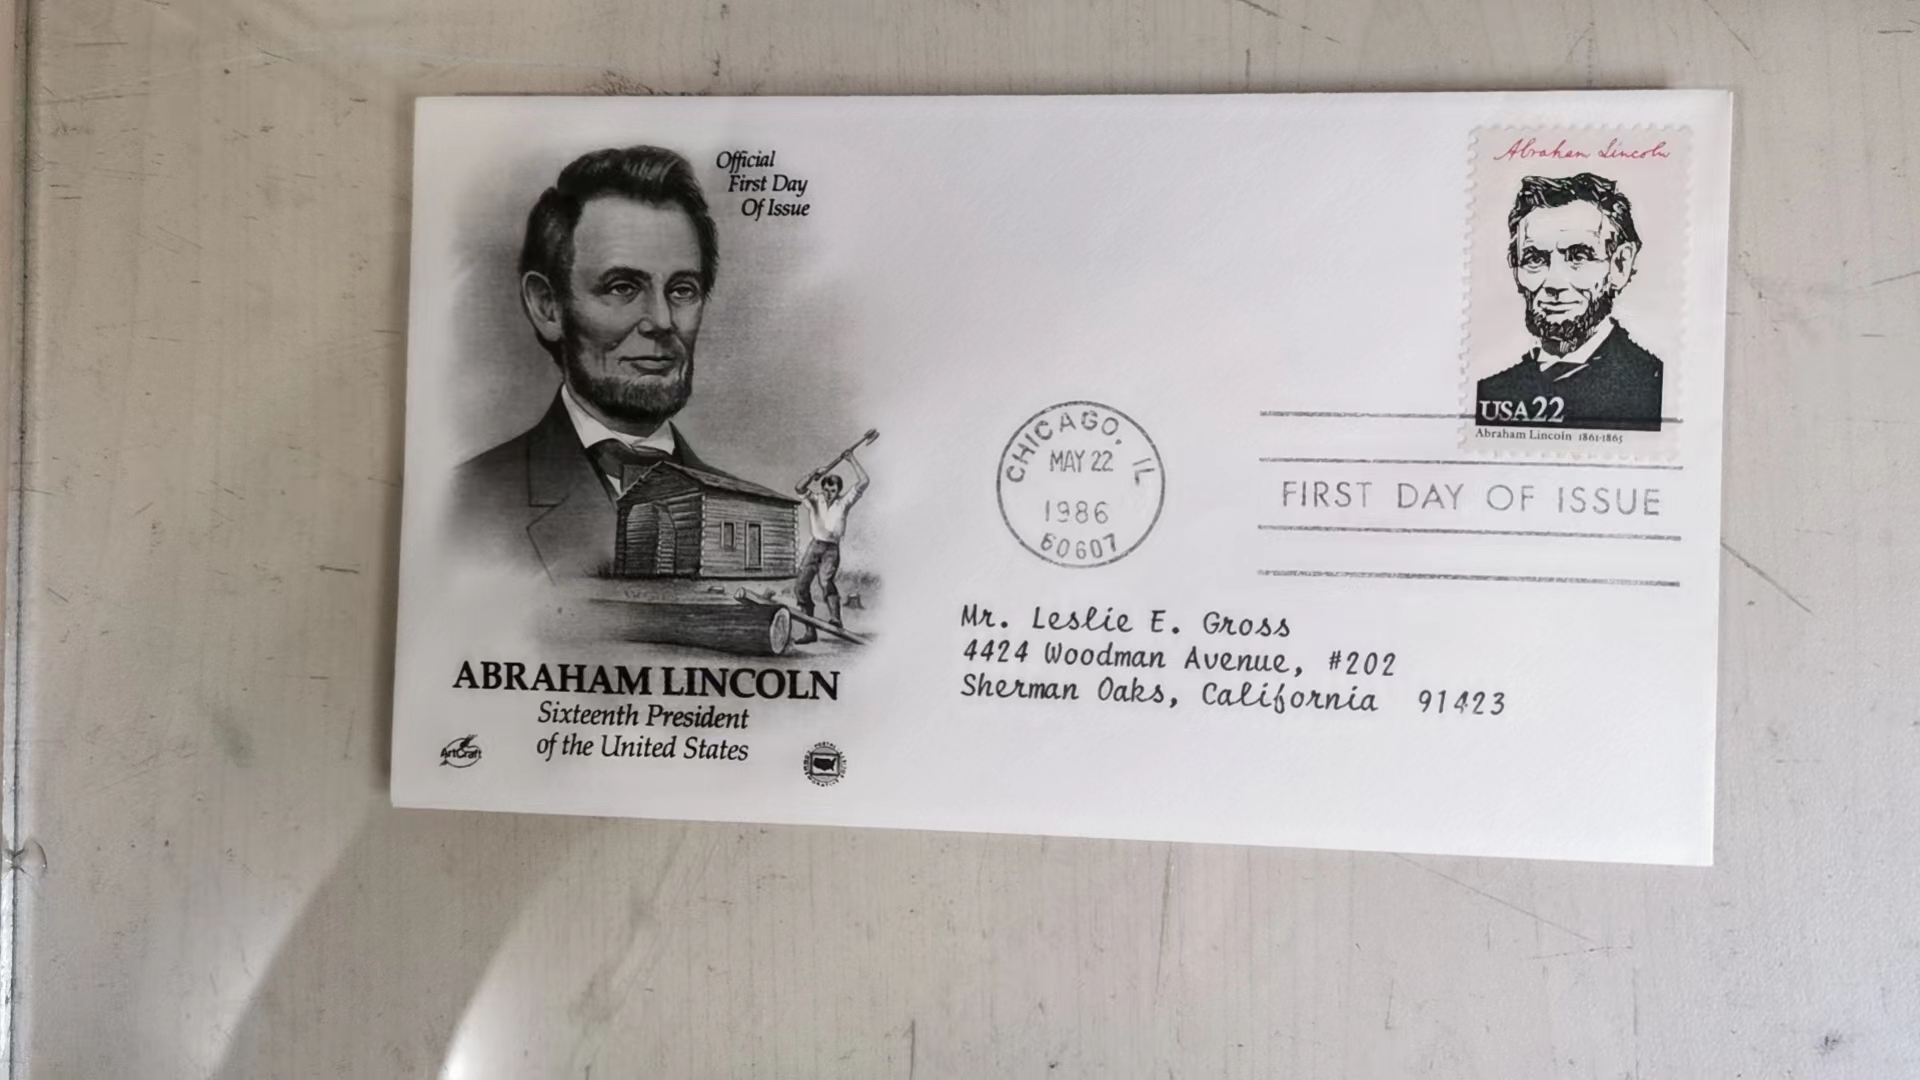 Official
First Day
Of Issue
Abraham Lincoln
USA22
Abraham Lincoln 1861-1865
CHICAGO, IL
MAY 22
1986
60607
FIRST DAY OF ISSUE
Mr. Leslie E. Gross
4424 Woodman Avenue, #202
Sherman Oaks, California 91423
ABRAHAM LINCOLN
Sixteenth President
of the United States
ArtCraft